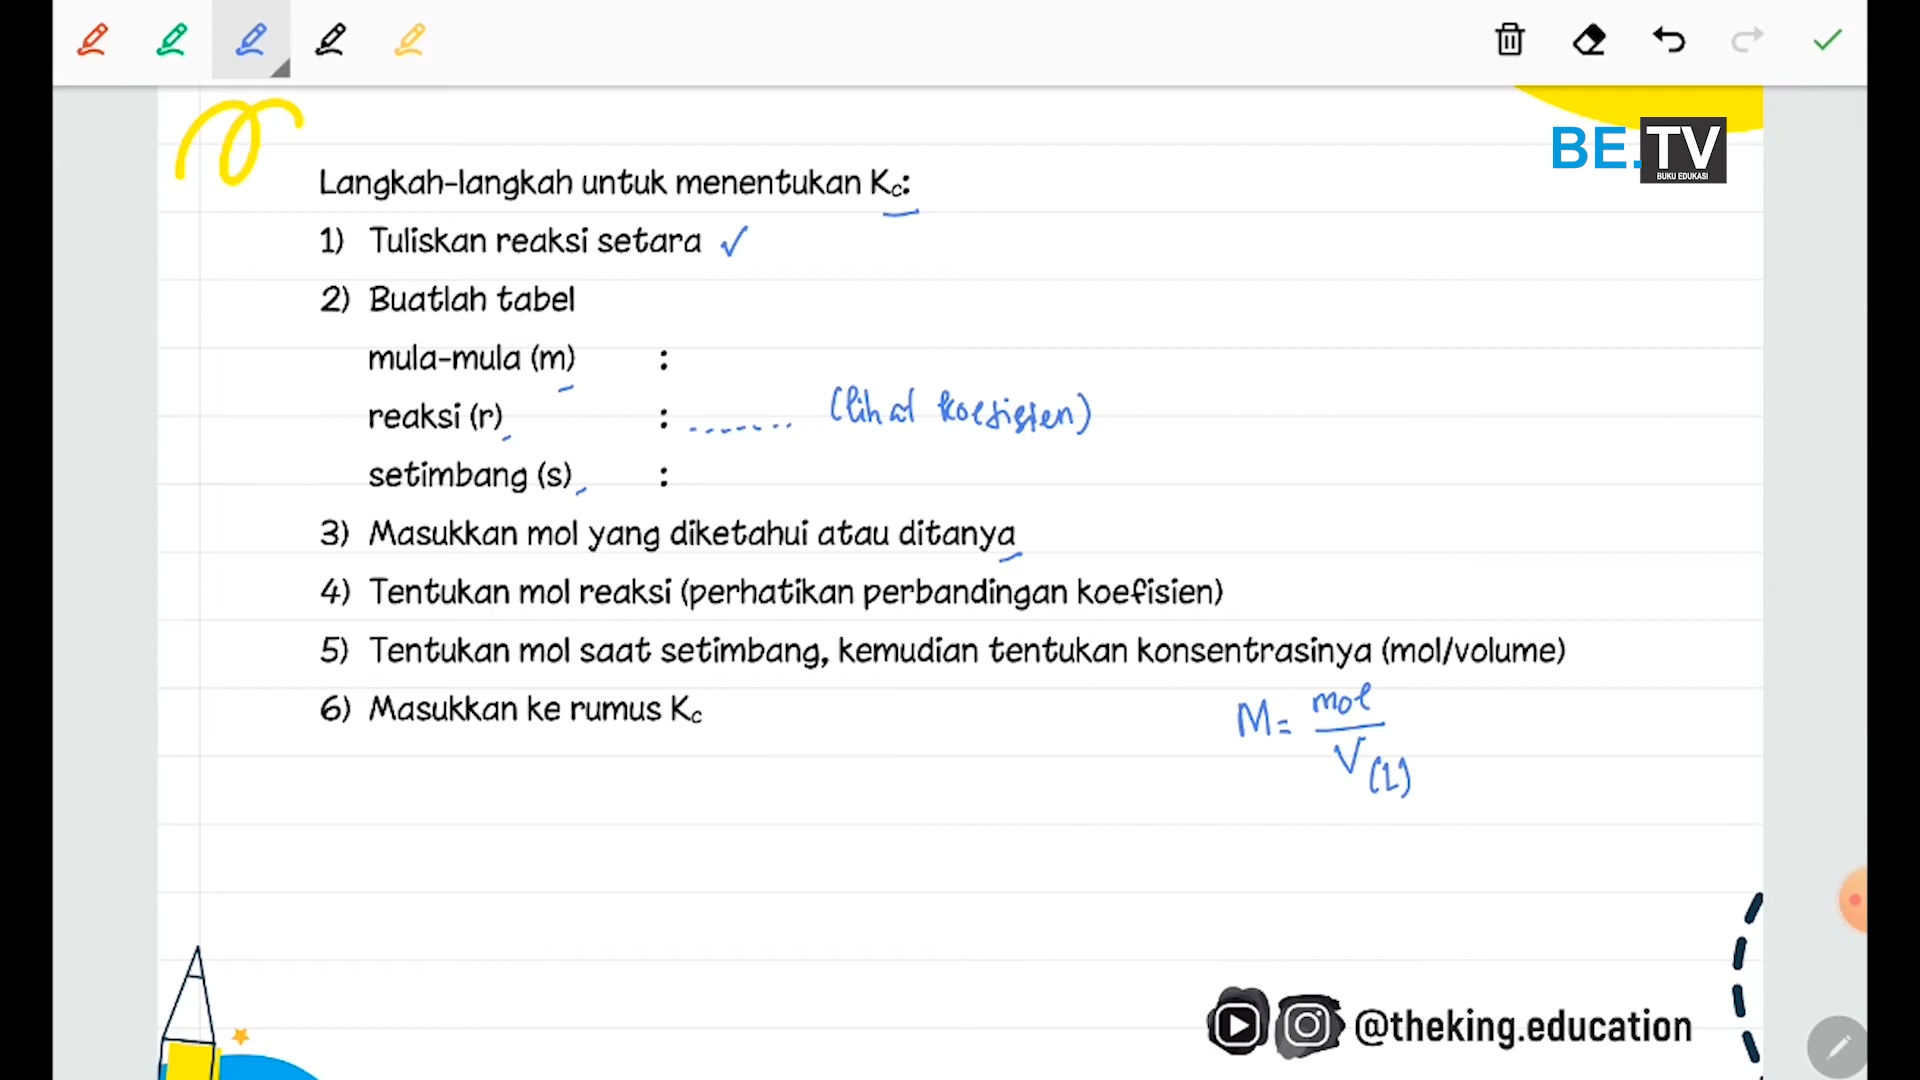 BE.TV
BUKU EDUKASI
Langkah-langkah untuk menentukan Kc:
1) Tuliskan reaksi setara ✓
2) Buatlah tabel
mula-mula (m) :
reaksi (r) : ........ (lihat koefisien)
setimbang (s) :
3) Masukkan mol yang diketahui atau ditanya
4) Tentukan mol reaksi (perhatikan perbandingan koefisien)
5) Tentukan mol saat setimbang, kemudian tentukan konsentrasinya (mol/volume)
6) Masukkan ke rumus Kc
M = mol
V (L)
@theking.education